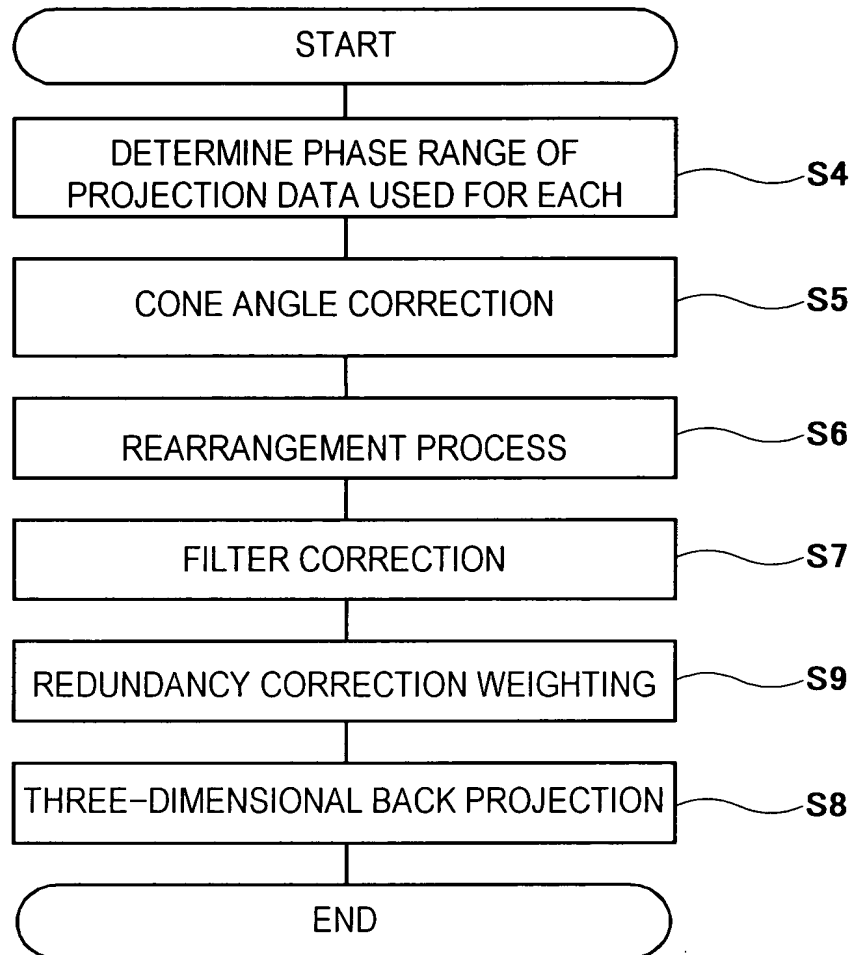 START
DETERMINE PHASE RANGE OF
PROJECTION DATA USED FOR EACH
S4
CONE ANGLE CORRECTION
S5
REARRANGEMENT PROCESS
S6
FILTER CORRECTION
S7
REDUNDANCY CORRECTION WEIGHTING
S9
THREE-DIMENSIONAL BACK PROJECTION
S8
END